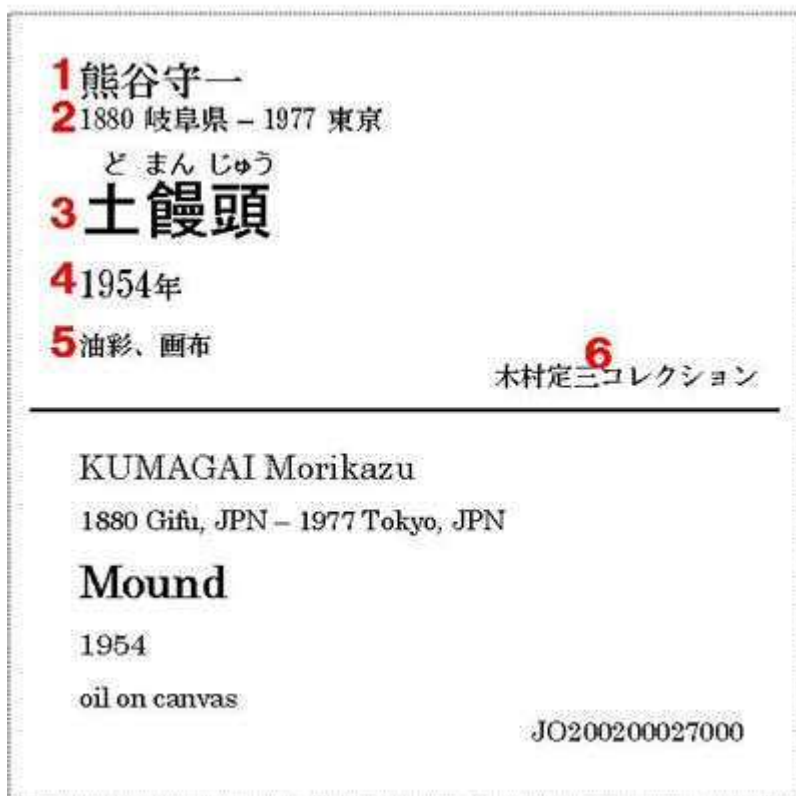 1 熊谷守一
2 1880 岐阜県 – 1977 東京
ど まん じゅう
3 土饅頭
4 1954年
5 油彩、画布
6
木村定三コレクション
KUMAGAI Morikazu
1880 Gifu, JPN – 1977 Tokyo, JPN
Mound
1954
oil on canvas
JO200200027000